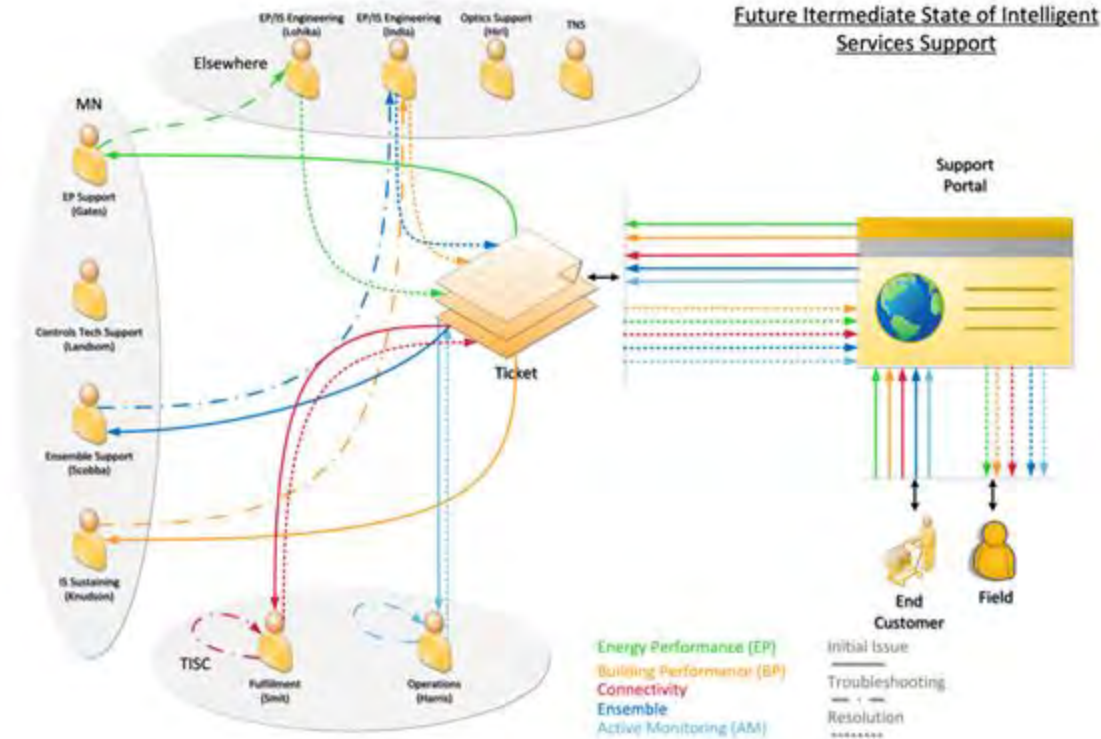 Future Itermediate State of Intelligent
Services Support
EP/IS Engineering
(Lohika)
EP/IS Engineering
(India)
Optics Support
(Hirl)
TNS
Elsewhere
MN
EP Support
(Gates)
Controls Tech Support
(Landsom)
Ensemble Support
(Scobba)
IS Sustaining
(Knudson)
Ticket
Support
Portal
End
Customer
Field
TISC
Fulfillment
(Smit)
Operations
(Harris)
Energy Performance (EP)
Building Performance (BP)
Connectivity
Ensemble
Active Monitoring (AM)
Initial Issue
Troubleshooting
Resolution